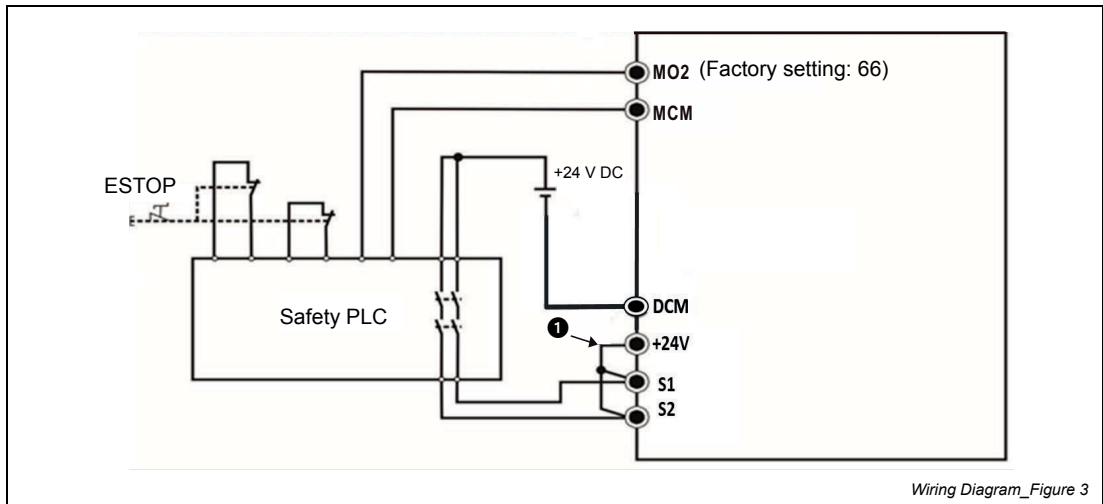 MO2 (Factory setting: 66)
MCM
+24 V DC
ESTOP
Safety PLC
DCM
1
+24V
S1
S2
Wiring Diagram_Figure 3